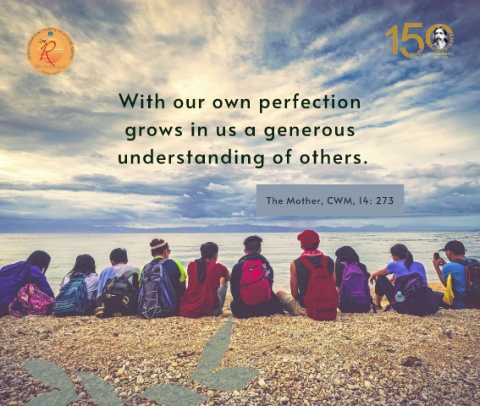 150
With our own perfection
grows in us a generous
understanding of others.
The Mother, CWM, 14: 273